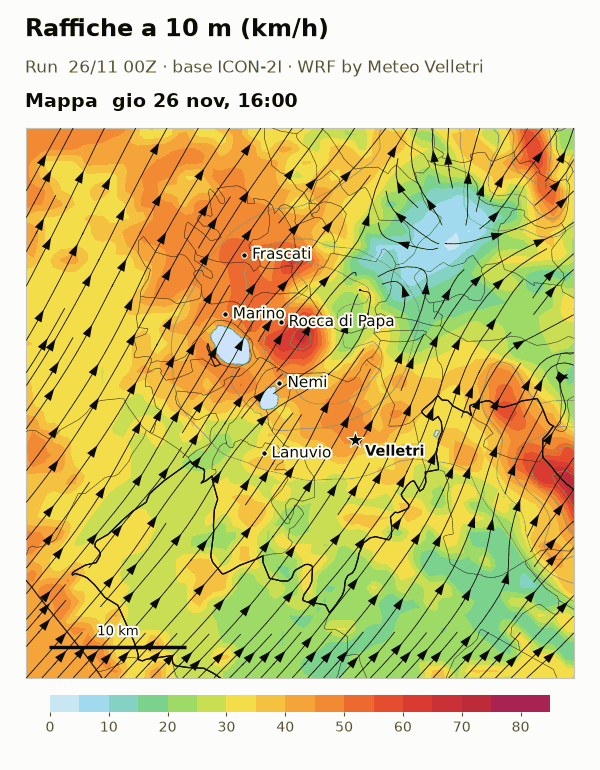 Raffiche a 10 m (km/h)
Run 26/11 00Z · base ICON-2I · WRF by Meteo Velletri
Mappa gio 26 nov, 16:00
Frascati
Marino
Rocca di Papa
Nemi
Velletri
Lanuvio
10 km
0 10 20 30 40 50 60 70 80